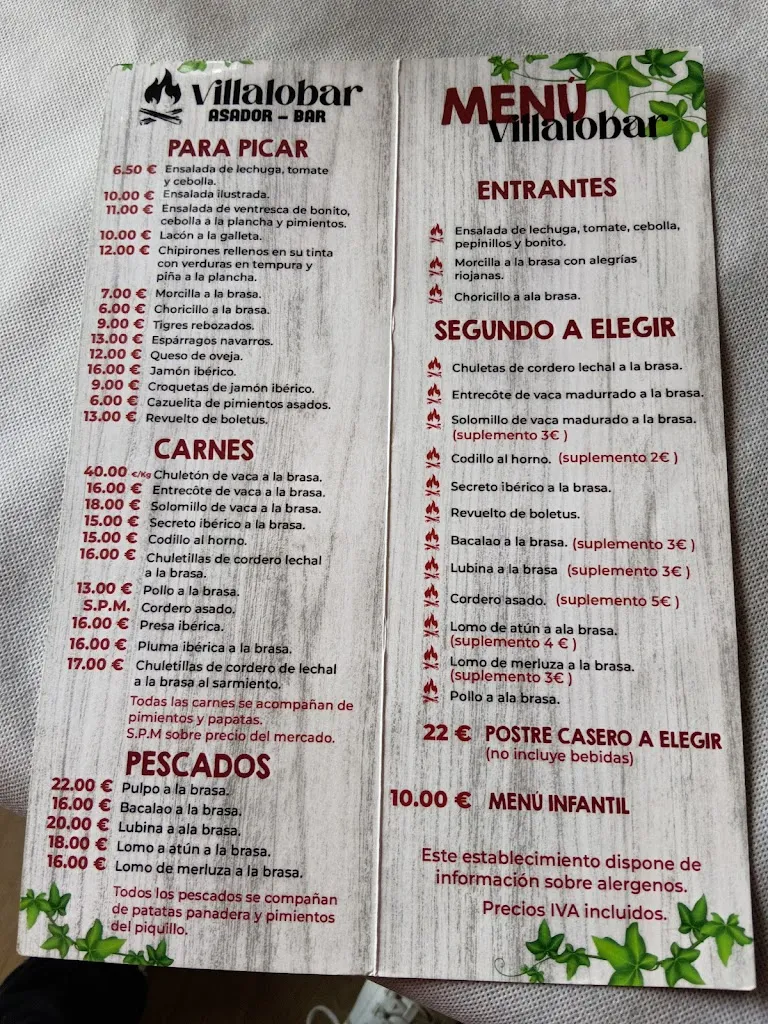 Villalobar
ASADOR - BAR
PARA PICAR
6.50 € Ensalada de lechuga, tomate
y cebolla.
10.00 € Ensalada ilustrada.
11.00 € Ensalada de ventresca de bonito,
cebolla a la plancha y pimientos.
10.00 € Lacón a la galleta.
12.00 € Chipirones rellenos en su tinta
con verduras en tempura y
piña a la plancha.
7.00 € Morcilla a la brasa.
6.00 € Choricillo a la brasa.
9.00 € Tigres rebozados.
13.00 € Espárragos navarros.
12.00 € Queso de oveja.
16.00 € Jamón ibérico.
9.00 € Croquetas de jamón ibérico.
6.00 € Cazuelita de pimientos asados.
13.00 € Revuelto de boletus.
CARNES
40.00 €/Kg Chuletón de vaca a la brasa.
16.00 € Entrecôte de vaca a la brasa.
18.00 € Solomillo de vaca a la brasa.
15.00 € Secreto ibérico a la brasa.
15.00 € Codillo al horno.
16.00 € Chuletillas de cordero lechal
a la brasa.
13.00 € Pollo a la brasa.
S.P.M. Cordero asado.
16.00 € Presa ibérica.
16.00 € Pluma ibérica a la brasa.
17.00 € Chuletillas de cordero de lechal
a la brasa al sarmiento.
Todas las carnes se acompañan de
pimientos y papatas.
S.P.M sobre precio del mercado.
PESCADOS
22.00 € Pulpo a la brasa.
16.00 € Bacalao a la brasa.
20.00 € Lubina a ala brasa.
18.00 € Lomo a atún a la brasa.
16.00 € Lomo de merluza a la brasa.
Todos los pescados se compañan
de patatas panadera y pimientos
del piquillo.
MENÚ
Villalobar
ENTRANTES
Ensalada de lechuga, tomate, cebolla,
pepinillos y bonito.
Morcilla a la brasa con alegrías
riojanas.
Choricillo a ala brasa.
SEGUNDO A ELEGIR
Chuletas de cordero lechal a la brasa.
Entrecôte de vaca madurrado a la brasa.
Solomillo de vaca madurado a la brasa.
(suplemento 3€ )
Codillo al horno. (suplemento 2€ )
Secreto ibérico a la brasa.
Revuelto de boletus.
Bacalao a la brasa. (suplemento 3€ )
Lubina a la brasa (suplemento 3€ )
Cordero asado. (suplemento 5€ )
Lomo de atún a ala brasa.
(suplemento 4 € )
Lomo de merluza a la brasa.
(suplemento 3€ )
Pollo a ala brasa.
22 € POSTRE CASERO A ELEGIR
(no incluye bebidas)
10.00 € MENÚ INFANTIL
Este establecimiento dispone de
información sobre alergenos.
Precios IVA incluidos.